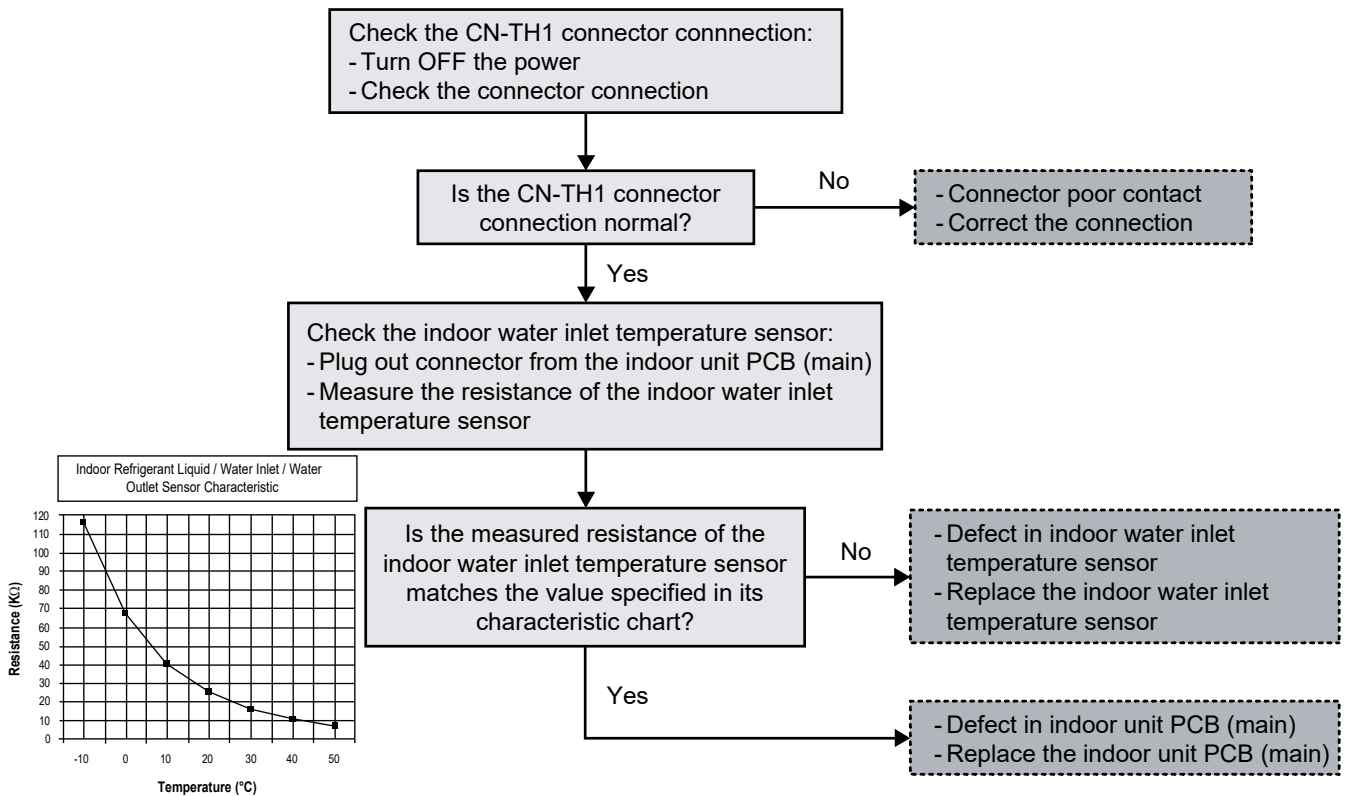 Check the CN-TH1 connector connnection:
- Turn OFF the power
- Check the connector connection
Is the CN-TH1 connector
connection normal?
No
- Connector poor contact
- Correct the connection
Yes
Check the indoor water inlet temperature sensor:
- Plug out connector from the indoor unit PCB (main)
- Measure the resistance of the indoor water inlet
temperature sensor
Indoor Refrigerant Liquid / Water Inlet / Water
Outlet Sensor Characteristic
120
110
100
90
80
70
60
50
40
30
20
10
0
Resistance (KΩ)
-10 0 10 20 30 40 50
Temperature (°C)
Is the measured resistance of the
indoor water inlet temperature sensor
matches the value specified in its
characteristic chart?
No
- Defect in indoor water inlet
temperature sensor
- Replace the indoor water inlet
temperature sensor
Yes
- Defect in indoor unit PCB (main)
- Replace the indoor unit PCB (main)